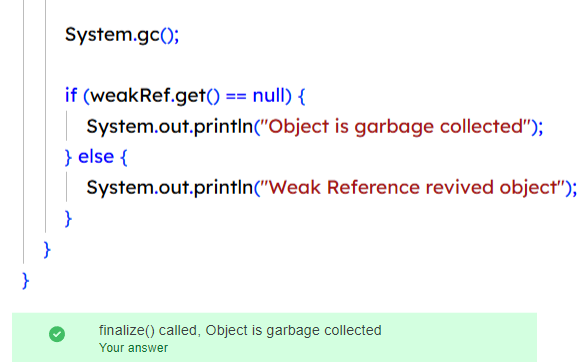 System.gc();
if (weakRef.get() == null) {
System.out.println("Object is garbage collected");
} else {
System.out.println("Weak Reference revived object");
}
}
}
finalize() called, Object is garbage collected
Your answer